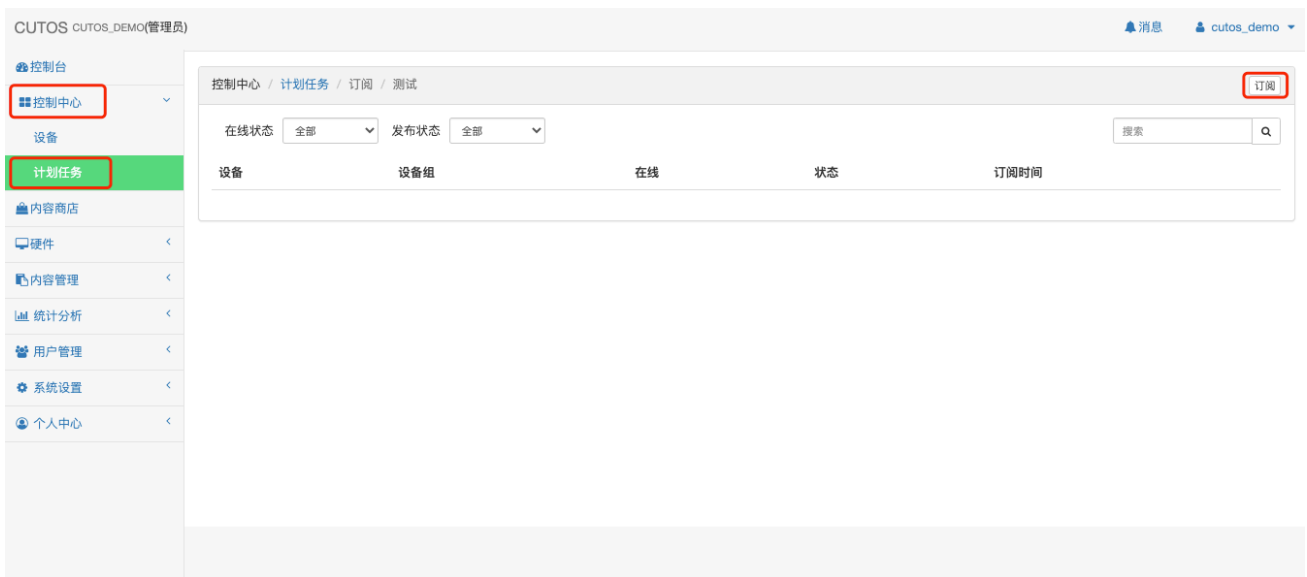 CUTOS CUTOS_DEMO(管理员)
消息
cutos_demo
控制台
控制中心
设备
计划任务
内容商店
硬件
内容管理
统计分析
用户管理
系统设置
个人中心
控制中心 / 计划任务 / 订阅 / 测试
订阅
在线状态 全部 发布状态 全部
搜索
设备 设备组 在线 状态 订阅时间